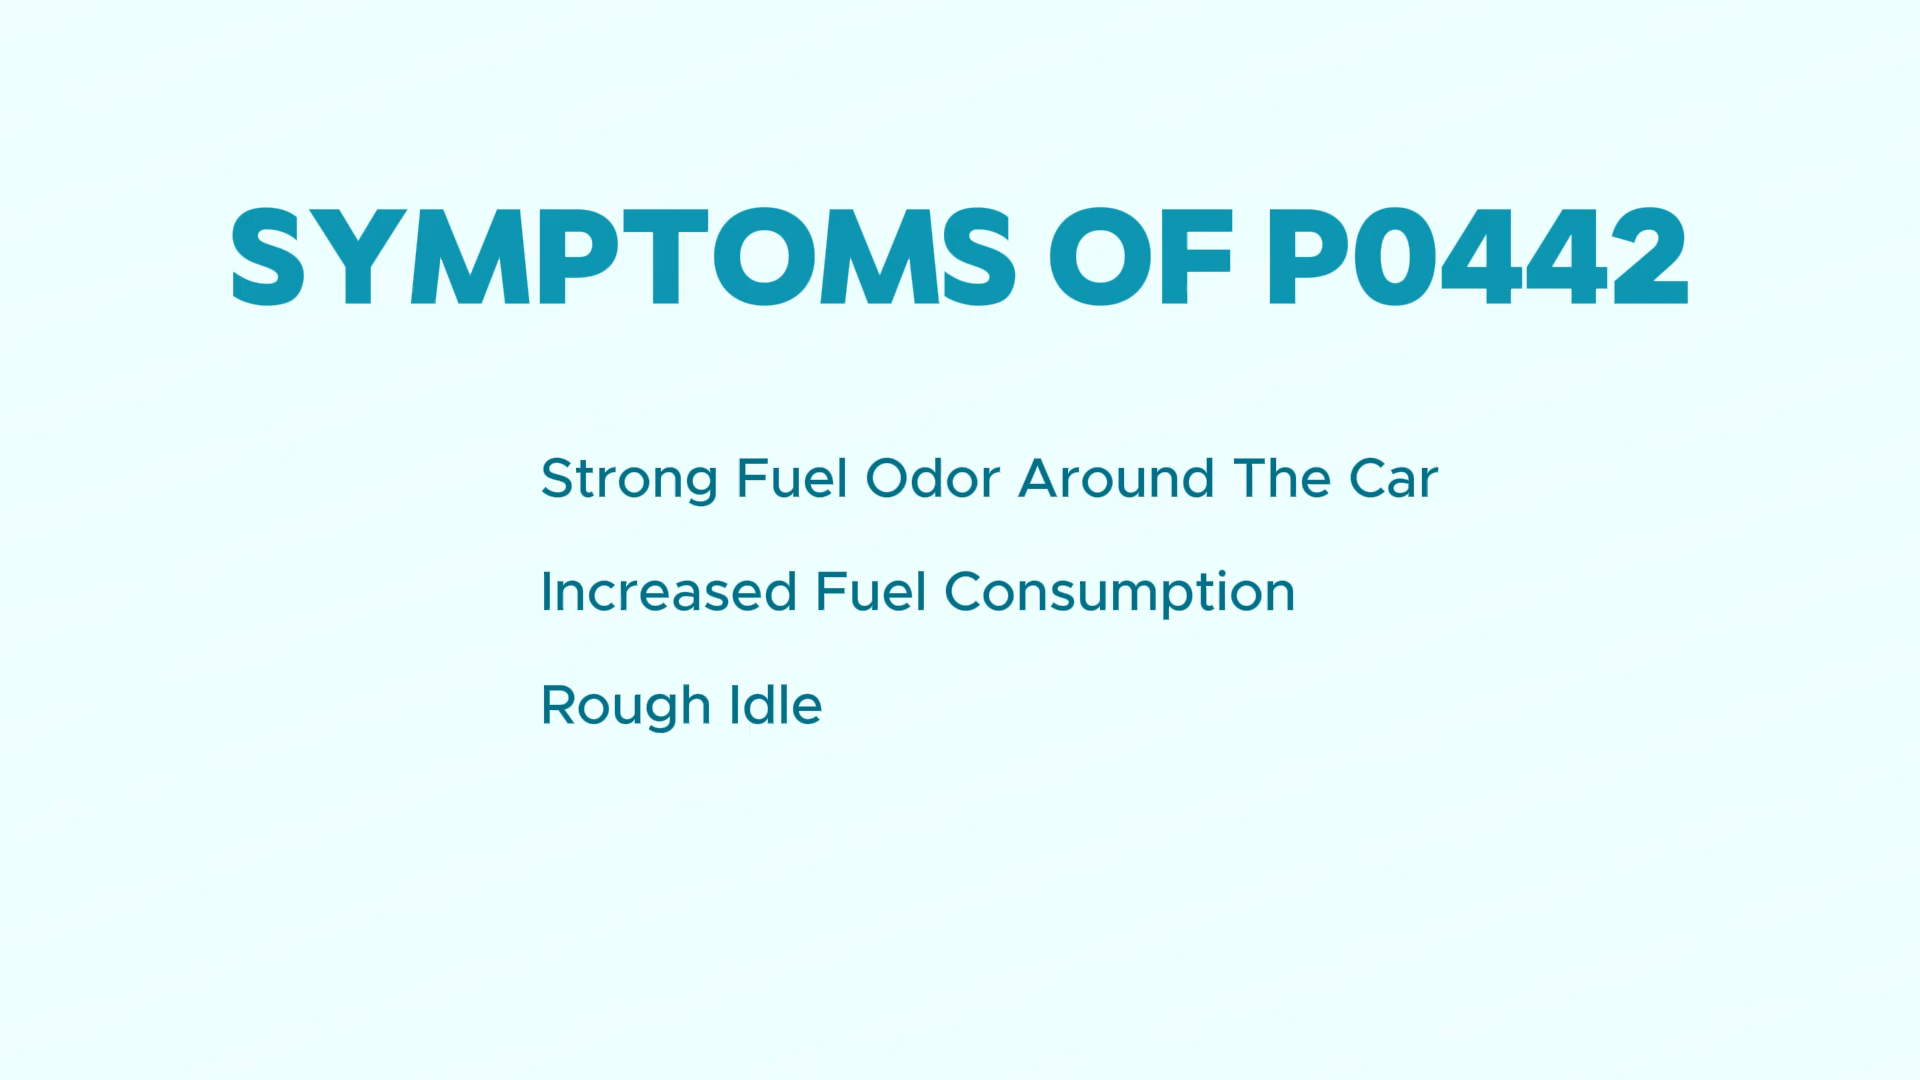 SYMPTOMS OF P0442
Strong Fuel Odor Around The Car
Increased Fuel Consumption
Rough Idle